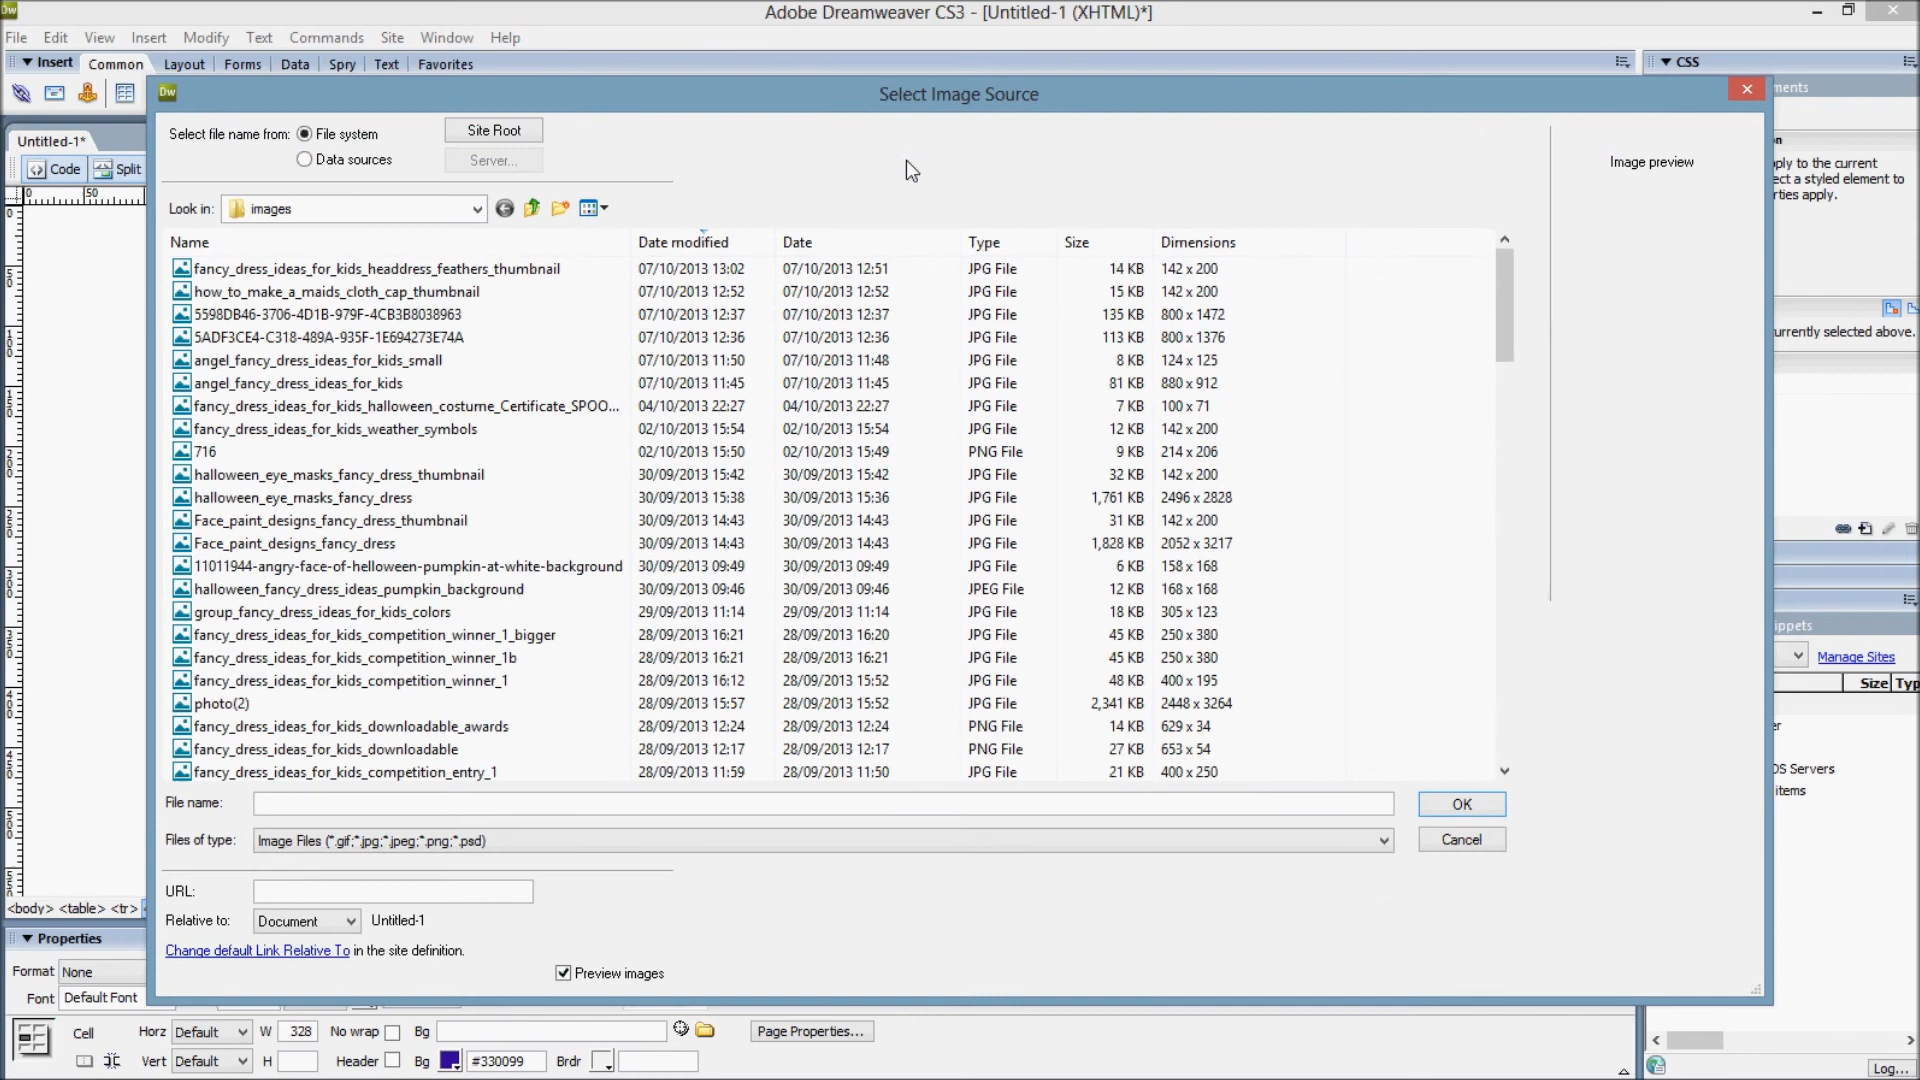 Dw
Adobe Dreamweaver CS3 - [Untitled-1 (XHTML)*]
File Edit View Insert Modify Text Commands Site Window Help
Insert Common Layout Forms Data Spry Text Favorites
CSS
Dw Select Image Source
ments
Untitled-1*
Select file name from: File system Site Root
Data sources Server...
Image preview
Code Split
pply to the current
ect a styled element to
rties apply.
0 50
Look in: images
Name Date modified Date Type Size Dimensions
fancy_dress_ideas_for_kids_headdress_feathers_thumbnail 07/10/2013 13:02 07/10/2013 12:51 JPG File 14 KB 142 x 200
how_to_make_a_maids_cloth_cap_thumbnail 07/10/2013 12:52 07/10/2013 12:52 JPG File 15 KB 142 x 200
5598DB46-3706-4D1B-979F-4CB3B8038963 07/10/2013 12:37 07/10/2013 12:37 JPG File 135 KB 800 x 1472
5ADF3CE4-C318-489A-935F-1E694273E74A 07/10/2013 12:36 07/10/2013 12:36 JPG File 113 KB 800 x 1376
urrently selected above.
angel_fancy_dress_ideas_for_kids_small 07/10/2013 11:50 07/10/2013 11:48 JPG File 8 KB 124 x 125
angel_fancy_dress_ideas_for_kids 07/10/2013 11:45 07/10/2013 11:45 JPG File 81 KB 880 x 912
fancy_dress_ideas_for_kids_halloween_costume_Certificate_SPOO... 04/10/2013 22:27 04/10/2013 22:27 JPG File 7 KB 100 x 71
fancy_dress_ideas_for_kids_weather_symbols 02/10/2013 15:54 02/10/2013 15:54 JPG File 12 KB 142 x 200
716 02/10/2013 15:50 02/10/2013 15:49 PNG File 9 KB 214 x 206
halloween_eye_masks_fancy_dress_thumbnail 30/09/2013 15:42 30/09/2013 15:42 JPG File 32 KB 142 x 200
halloween_eye_masks_fancy_dress 30/09/2013 15:38 30/09/2013 15:36 JPG File 1,761 KB 2496 x 2828
Face_paint_designs_fancy_dress_thumbnail 30/09/2013 14:43 30/09/2013 14:43 JPG File 31 KB 142 x 200
Face_paint_designs_fancy_dress 30/09/2013 14:43 30/09/2013 14:43 JPG File 1,828 KB 2052 x 3217
11011944-angry-face-of-helloween-pumpkin-at-white-background 30/09/2013 09:49 30/09/2013 09:49 JPG File 6 KB 158 x 168
halloween_fancy_dress_ideas_pumpkin_background 30/09/2013 09:46 30/09/2013 09:46 JPEG File 12 KB 168 x 168
group_fancy_dress_ideas_for_kids_colors 29/09/2013 11:14 29/09/2013 11:14 JPG File 18 KB 305 x 123
ippets
fancy_dress_ideas_for_kids_competition_winner_1_bigger 28/09/2013 16:21 28/09/2013 16:20 JPG File 45 KB 250 x 380
fancy_dress_ideas_for_kids_competition_winner_1b 28/09/2013 16:21 28/09/2013 16:21 JPG File 45 KB 250 x 380
Manage Sites
fancy_dress_ideas_for_kids_competition_winner_1 28/09/2013 16:12 28/09/2013 15:52 JPG File 48 KB 400 x 195
Size Typ
photo(2) 28/09/2013 15:57 28/09/2013 15:52 JPG File 2,341 KB 2448 x 3264
fancy_dress_ideas_for_kids_downloadable_awards 28/09/2013 12:24 28/09/2013 12:24 PNG File 14 KB 629 x 34
fancy_dress_ideas_for_kids_downloadable 28/09/2013 12:17 28/09/2013 12:17 PNG File 27 KB 653 x 54
fancy_dress_ideas_for_kids_competition_entry_1 28/09/2013 11:59 28/09/2013 11:50 JPG File 21 KB 400 x 250
OS Servers
items
File name: OK
Files of type: Image Files (*.gif;*.jpg;*.jpeg;*.png;*.psd) Cancel
URL:
<body> <table> <tr>
Relative to: Document Untitled-1
Properties
Change default Link Relative To in the site definition.
Format None
Preview images
Font Default Font
Cell Horz Default W 328 No wrap Bg Page Properties...
Vert Default H Header Bg #330099 Brdr
Log...